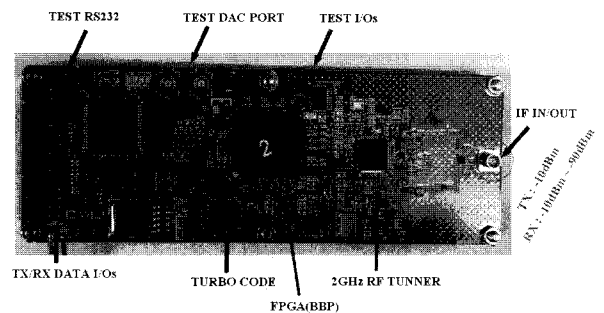 TEST RS232
TEST DAC PORT
TEST I/Os
IF IN/OUT
2
TX : -10dBm
RX : -10dBm ~ -90dBm
TX/RX DATA I/Os
TURBO CODE
2GHz RF TUNNER
FPGA(BBP)